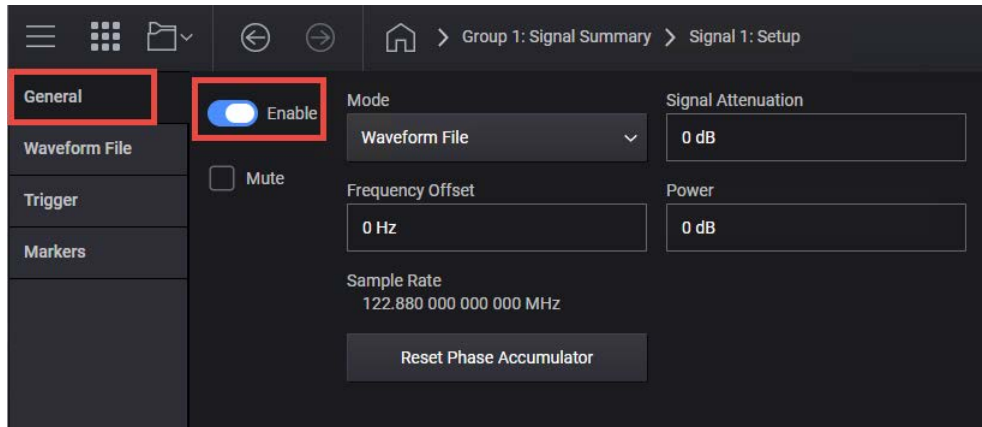 Group 1: Signal Summary
Signal 1: Setup
General
Waveform File
Trigger
Markers
Enable
Mute
Mode
Waveform File
Frequency Offset
0 Hz
Sample Rate
122.880 000 000 000 MHz
Reset Phase Accumulator
Signal Attenuation
0 dB
Power
0 dB